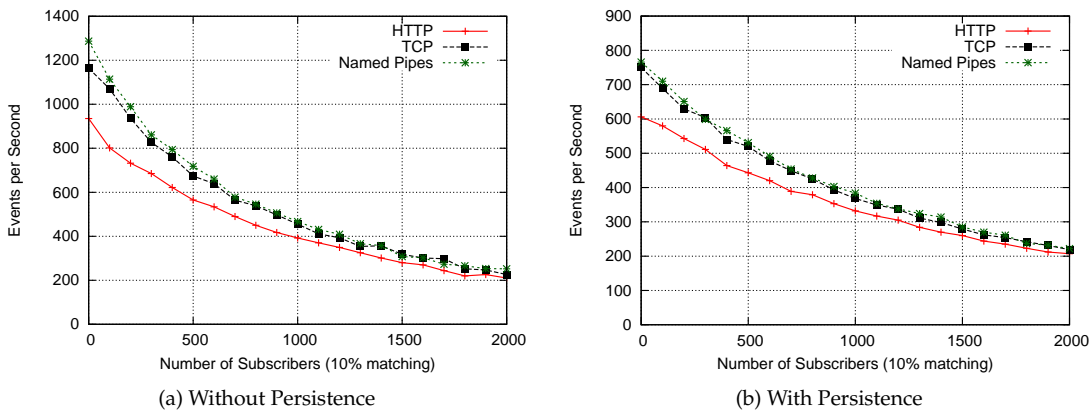 1400
1200
1000
800
600
400
200
0
Events per Second
HTTP
TCP
Named Pipes
0 500 1000 1500 2000
Number of Subscribers (10% matching)
(a) Without Persistence
900
800
700
600
500
400
300
200
100
0
Events per Second
HTTP
TCP
Named Pipes
0 500 1000 1500 2000
Number of Subscribers (10% matching)
(b) With Persistence